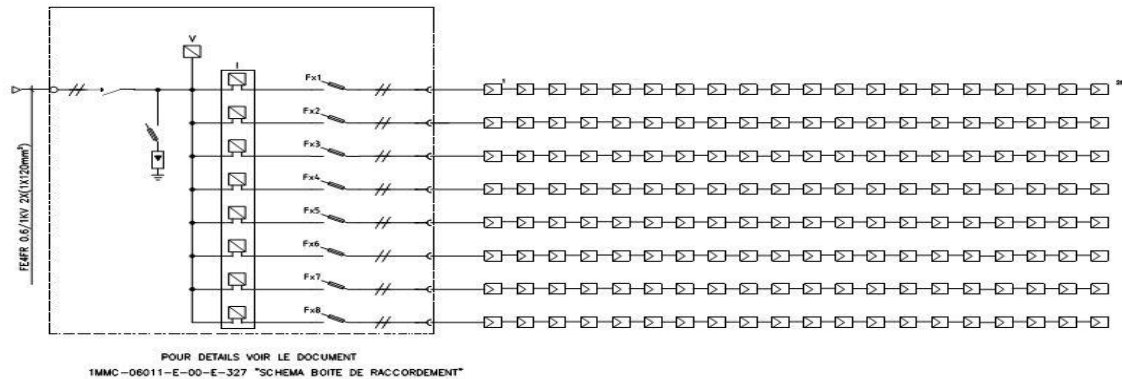 V
I
Fx1
Fx2
Fx3
Fx4
Fx5
Fx6
Fx7
Fx8
FE4FR 0.6/1KV 2X(1X120mm²)
POUR DETAILS VOIR LE DOCUMENT
1MMC-06011-E-00-E-327 "SCHEMA BOITE DE RACCORDEMENT"